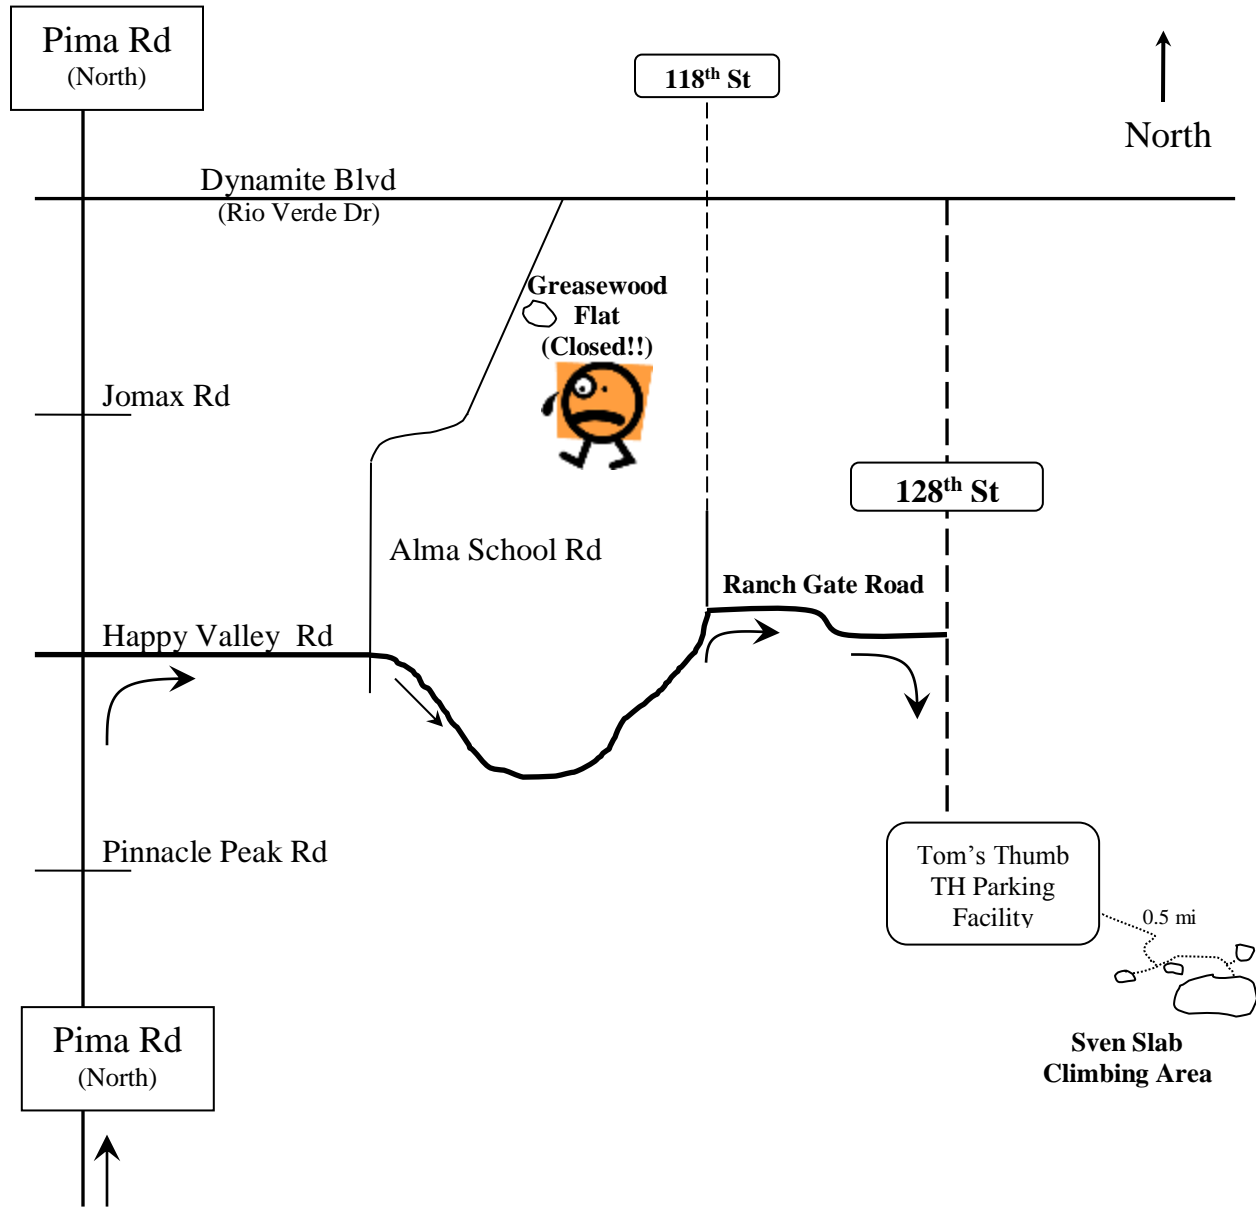 Pima Rd
(North)
118th St
North
Dynamite Blvd
(Rio Verde Dr)
Greasewood
Flat
(Closed!!)
Jomax Rd
128th St
Alma School Rd
Ranch Gate Road
Happy Valley  Rd
Pinnacle Peak Rd
Tom’s Thumb
TH Parking
Facility
0.5 mi
Pima Rd
(North)
Sven Slab
Climbing Area